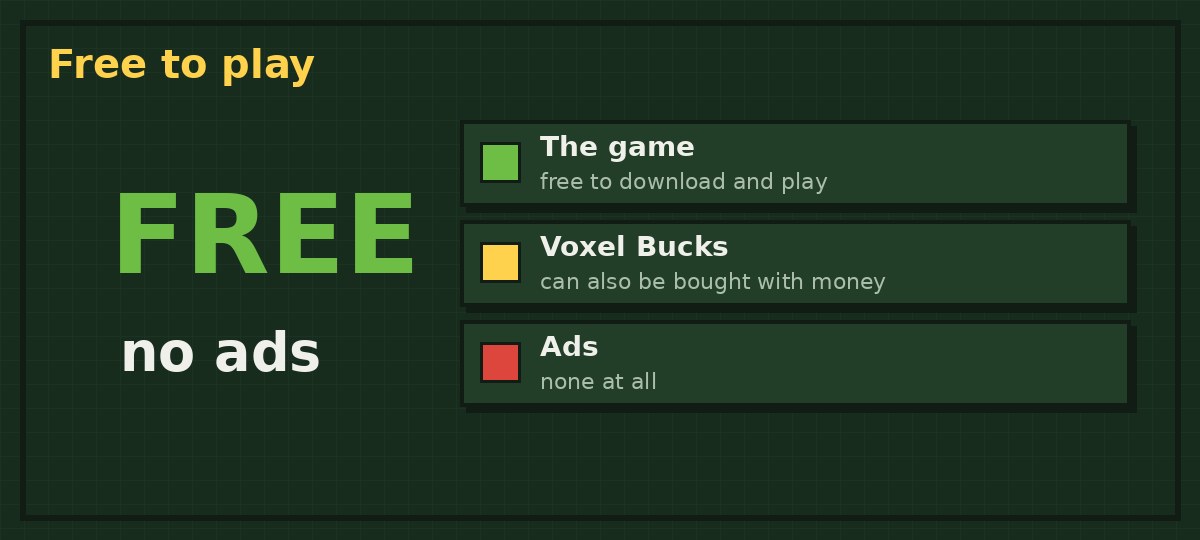 Free to play
FREE
no ads
The game
free to download and play
Voxel Bucks
can also be bought with money
Ads
none at all